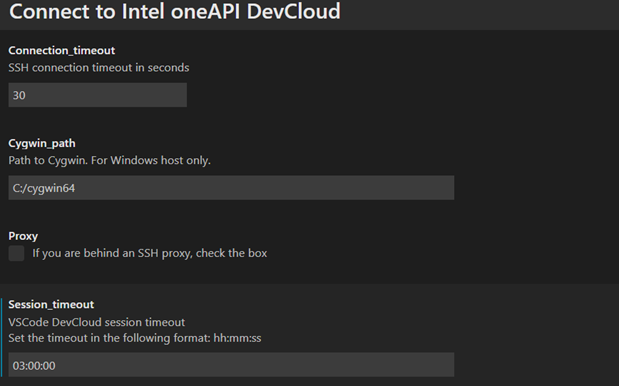 Connect to Intel oneAPI DevCloud
Connection_timeout
SSH connection timeout in seconds
30
Cygwin_path
Path to Cygwin. For Windows host only.
C:/cygwin64
Proxy
If you are behind an SSH proxy, check the box
Session_timeout
VSCode DevCloud session timeout
Set the timeout in the following format: hh:mm:ss
03:00:00